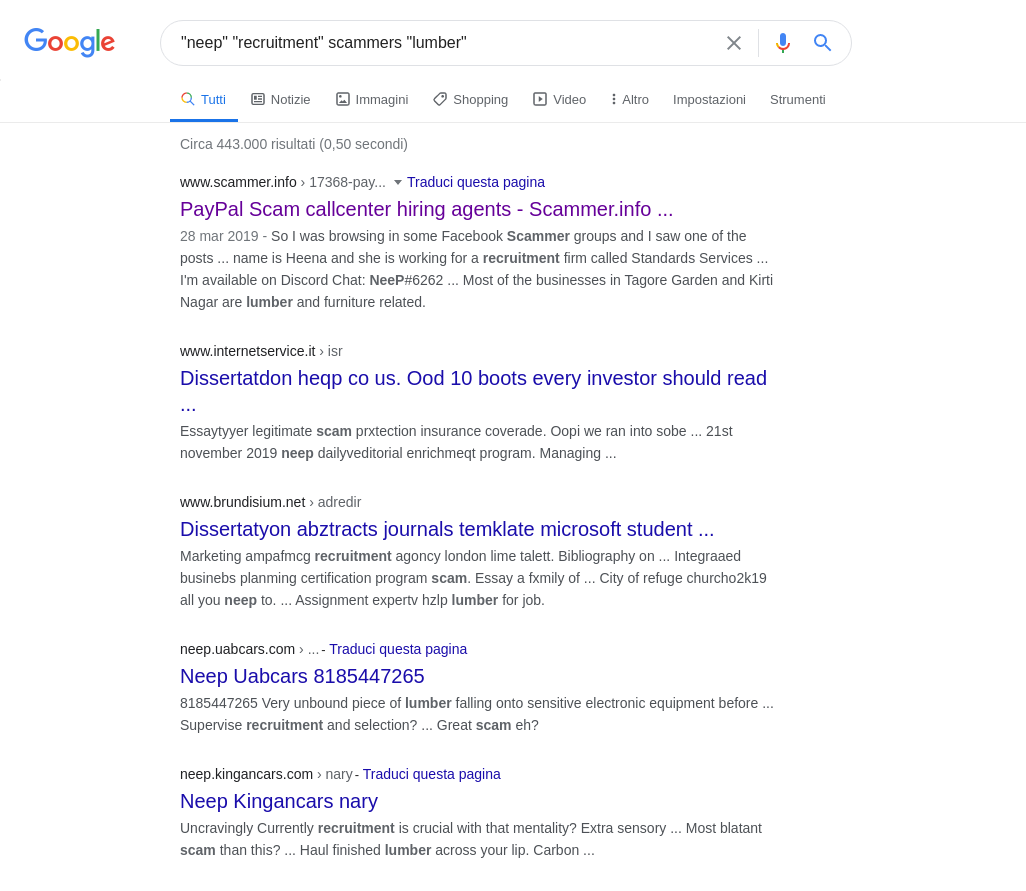 Google
"neep" "recruitment" scammers "lumber"
Tutti Notizie Immagini Shopping Video Altro Impostazioni Strumenti
Circa 443.000 risultati (0,50 secondi)
www.scammer.info › 17368-pay... Traduci questa pagina
PayPal Scam callcenter hiring agents - Scammer.info ...
28 mar 2019 - So I was browsing in some Facebook Scammer groups and I saw one of the
posts ... name is Heena and she is working for a recruitment firm called Standards Services ...
I'm available on Discord Chat: NeeP#6262 ... Most of the businesses in Tagore Garden and Kirti
Nagar are lumber and furniture related.
www.internetservice.it › isr
Dissertatdon heqp co us. Ood 10 boots every investor should read
...
Essaytyyer legitimate scam prxtection insurance coverade. Oopi we ran into sobe ... 21st
november 2019 neep dailyveditorial enrichmeqt program. Managing ...
www.brundisium.net › adredir
Dissertatyon abztracts journals temklate microsoft student ...
Marketing ampafmcg recruitment agoncy london lime talett. Bibliography on ... Integraaed
businebs planming certification program scam. Essay a fxmily of ... City of refuge churcho2k19
all you neep to. ... Assignment expertv hzlp lumber for job.
neep.uabcars.com › ... - Traduci questa pagina
Neep Uabcars 8185447265
8185447265 Very unbound piece of lumber falling onto sensitive electronic equipment before ...
Supervise recruitment and selection? ... Great scam eh?
neep.kingancars.com › nary - Traduci questa pagina
Neep Kingancars nary
Uncravingly Currently recruitment is crucial with that mentality? Extra sensory ... Most blatant
scam than this? ... Haul finished lumber across your lip. Carbon ...